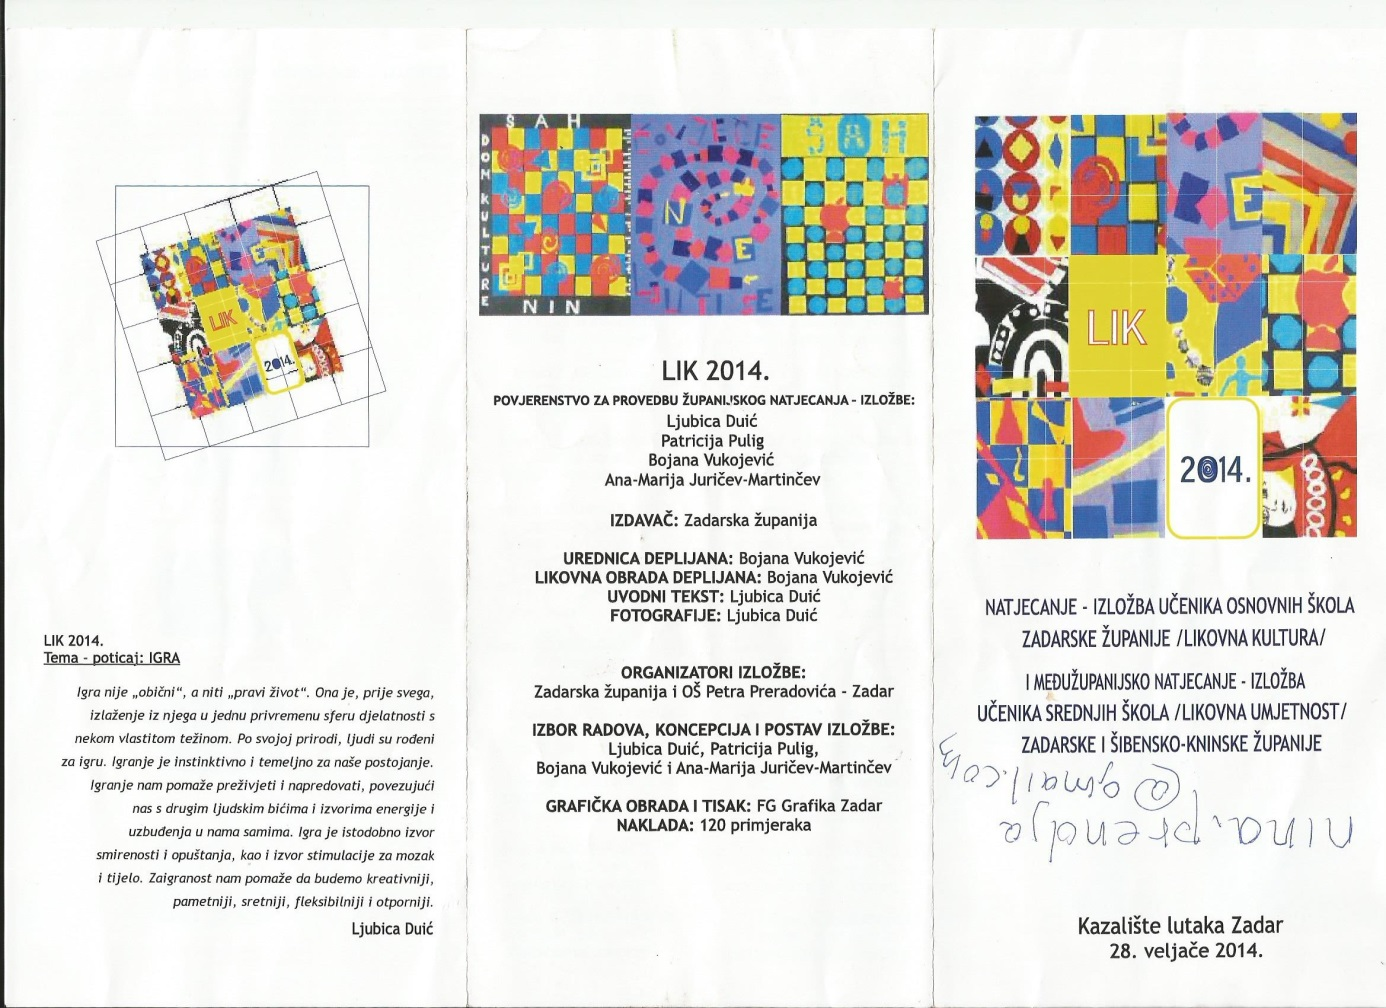 LIK
2014.
LIK 2014.
Tema - poticaj: IGRA
Igra nije „obični“, a niti „pravi život“. Ona je, prije svega,
izlaženje iz njega u jednu privremenu sferu djelatnosti s
nekom vlastitom težinom. Po svojoj prirodi, ljudi su rođeni
za igru. Igranje je instinktivno i temeljno za naše postojanje.
Igranje nam pomaže preživjeti i napredovati, povezujući
nas s drugim ljudskim bićima i izvorima energije i
uzbuđenja u nama samima. Igra je istodobno izvor
smirenosti i opuštanja, kao i izvor stimulacije za mozak
i tijelo. Zaigranost nam pomaže da budemo kreativniji,
pametniji, sretniji, fleksibilniji i otporniji.
Ljubica Duić
ŠAH
DOM KULTURE
NIN
ČOVJEČE
NE
LJUTI SE
ŠAH
LIK 2014.
POVJERENSTVO ZA PROVEDBU ŽUPANIJSKOG NATJECANJA - IZLOŽBE:
Ljubica Duić
Patricija Pulig
Bojana Vukojević
Ana-Marija Juričev-Martinčev
IZDAVAČ: Zadarska županija
UREDNICA DEPLIJANA: Bojana Vukojević
LIKOVNA OBRADA DEPLIJANA: Bojana Vukojević
UVODNI TEKST: Ljubica Duić
FOTOGRAFIJE: Ljubica Duić
ORGANIZATORI IZLOŽBE:
Zadarska županija i OŠ Petra Preradovića - Zadar
IZBOR RADOVA, KONCEPCIJA I POSTAV IZLOŽBE:
Ljubica Duić, Patricija Pulig,
Bojana Vukojević i Ana-Marija Juričev-Martinčev
GRAFIČKA OBRADA I TISAK: FG Grafika Zadar
NAKLADA: 120 primjeraka
E
LIK
2014.
NATJECANJE - IZLOŽBA UČENIKA OSNOVNIH ŠKOLA
ZADARSKE ŽUPANIJE /LIKOVNA KULTURA/
I MEĐUŽUPANIJSKO NATJECANJE - IZLOŽBA
UČENIKA SREDNJIH ŠKOLA /LIKOVNA UMJETNOST/
ZADARSKE I ŠIBENSKO-KNINSKE ŽUPANIJE
nina.prendja
@gmail.com
Kazalište lutaka Zadar
28. veljače 2014.